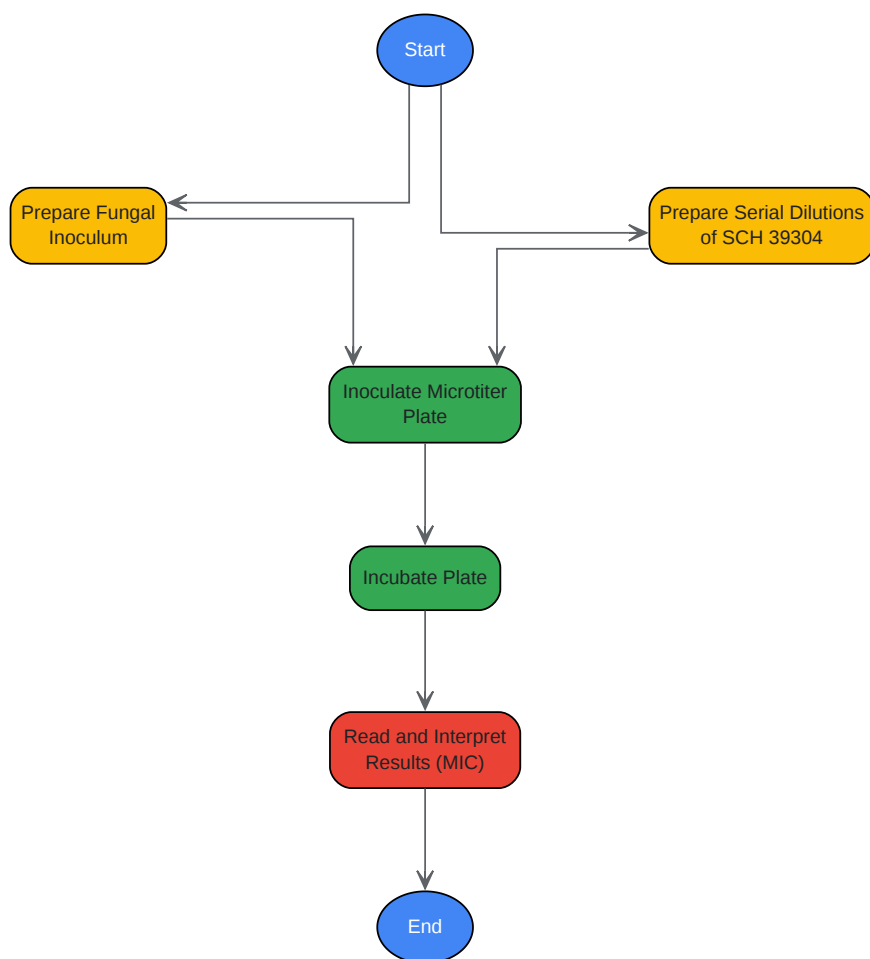 Start
Prepare Fungal
Inoculum
Prepare Serial Dilutions
of SCH 39304
Inoculate Microtiter
Plate
Incubate Plate
Read and Interpret
Results (MIC)
End